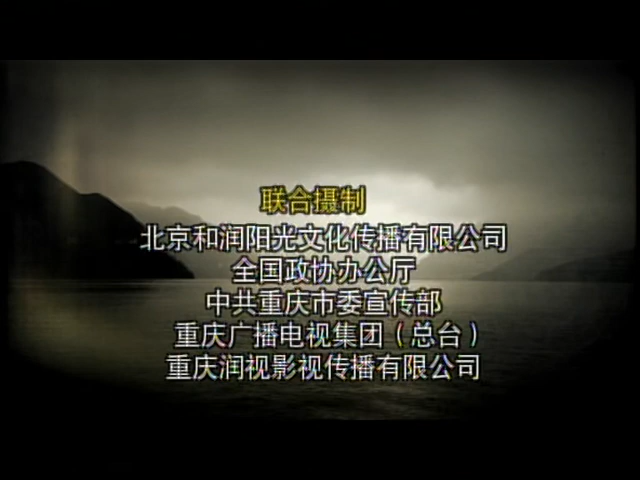 联合摄制
北京和润阳光文化传播有限公司
全国政协办公厅
中共重庆市委宣传部
重庆广播电视集团（总台）
重庆润视影视传播有限公司